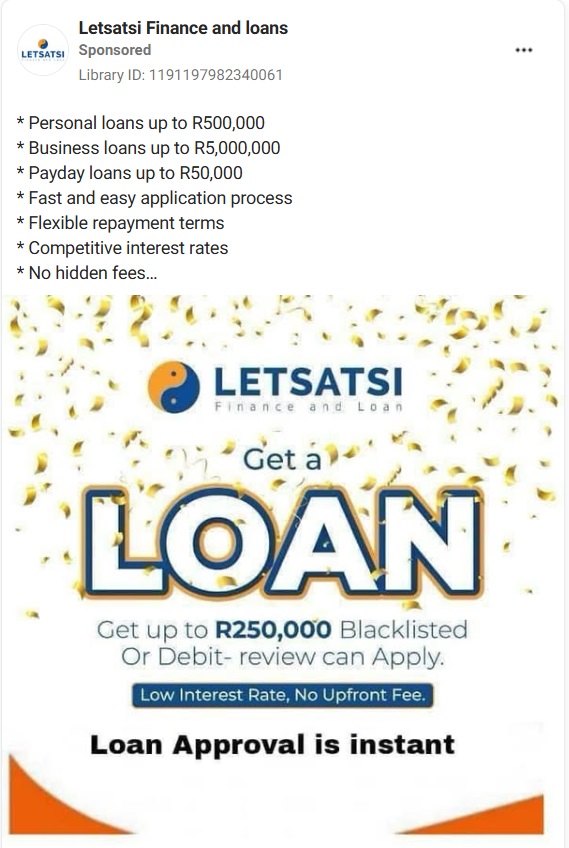 Letsatsi Finance and loans
Sponsored
Library ID: 1191197982340061
LETSATSI
* Personal loans up to R500,000
* Business loans up to R5,000,000
* Payday loans up to R50,000
* Fast and easy application process
* Flexible repayment terms
* Competitive interest rates
* No hidden fees...
LETSATSI
Finance and Loan
Get a
LOAN
Get up to R250,000 Blacklisted
Or Debit- review can Apply.
Low Interest Rate, No Upfront Fee.
Loan Approval is instant